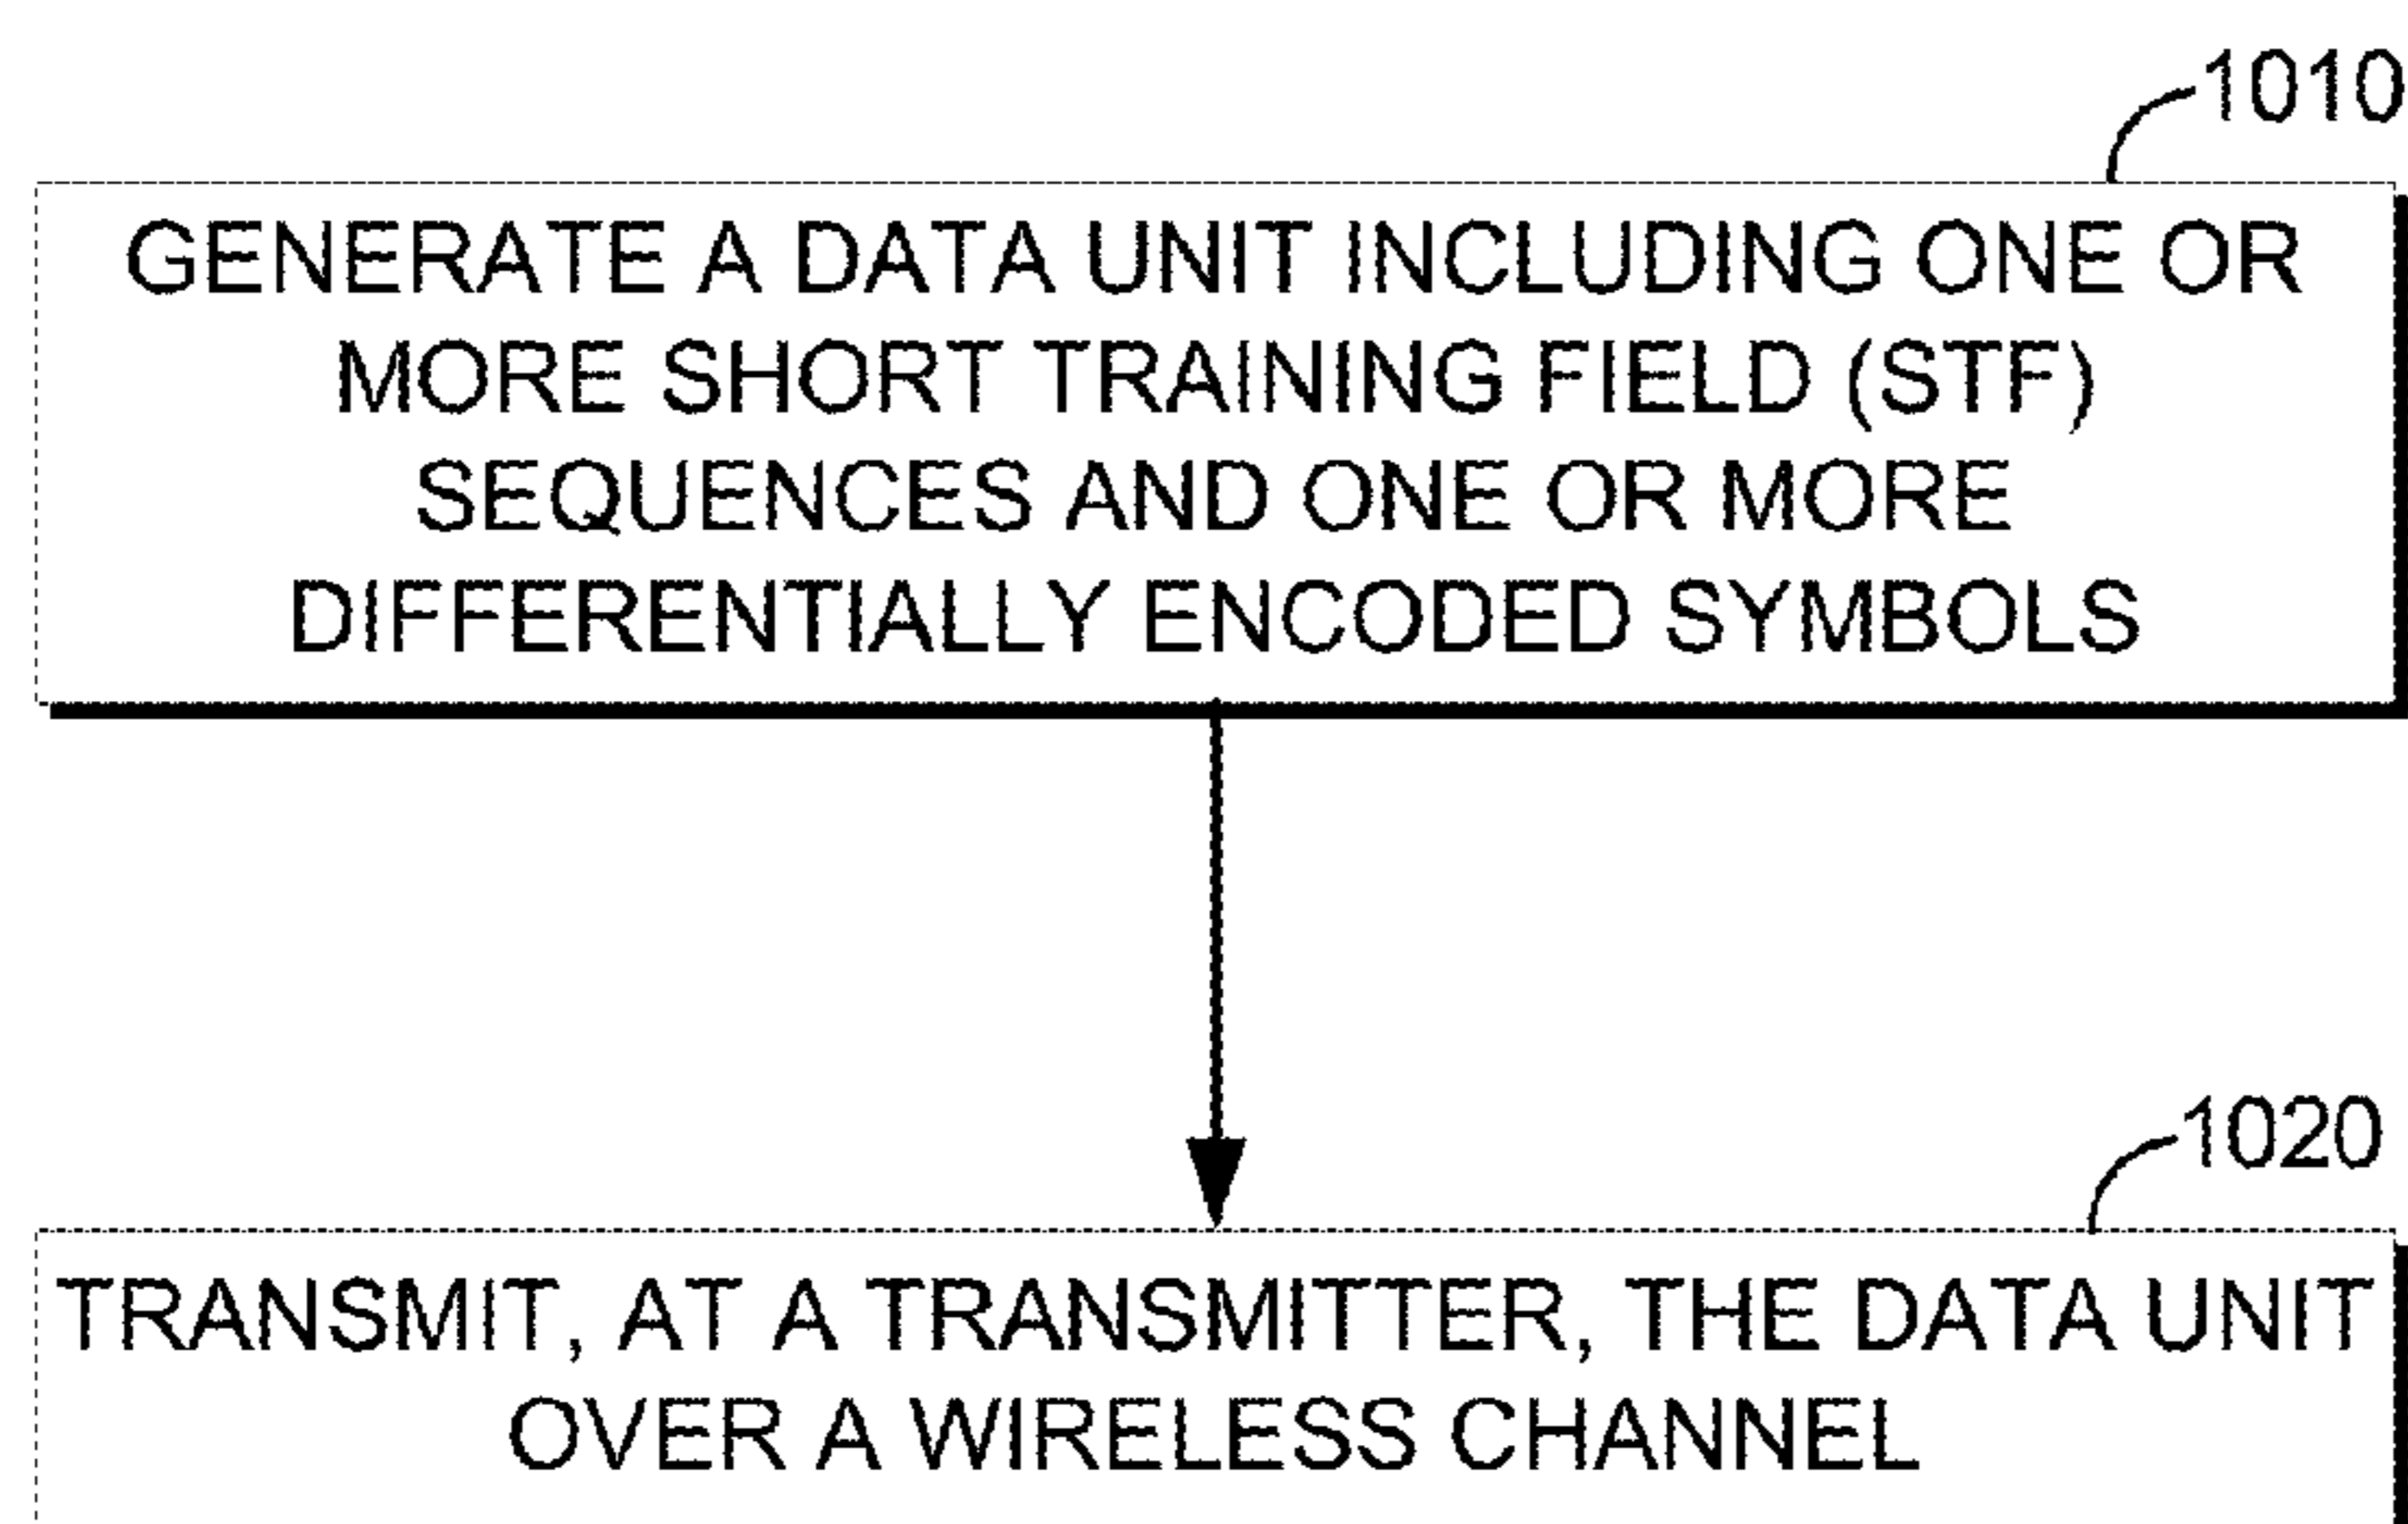 1010
GENERATE A DATA UNIT INCLUDING ONE OR
MORE SHORT TRAINING FIELD (STF)
SEQUENCES AND ONE OR MORE
DIFFERENTIALLY ENCODED SYMBOLS
1020
TRANSMIT, AT A TRANSMITTER, THE DATA UNIT
OVER A WIRELESS CHANNEL